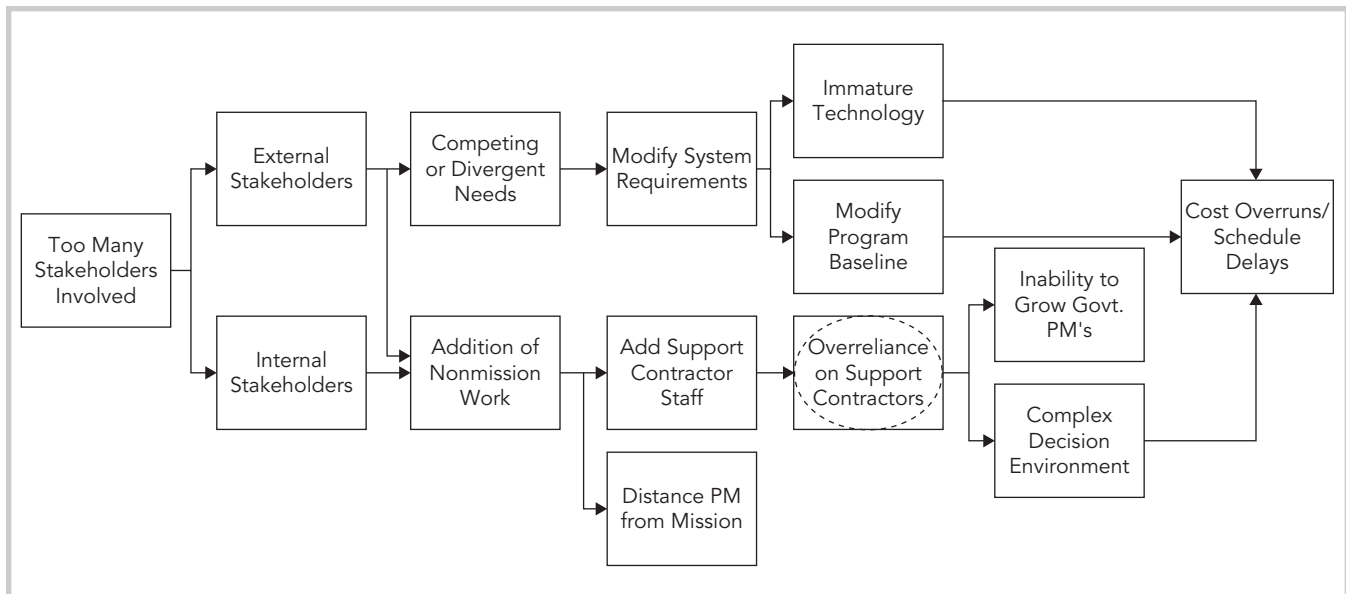 Too Many
Stakeholders
Involved
External
Stakeholders
Internal
Stakeholders
Competing
or Divergent
Needs
Addition of
Nonmission
Work
Modify System
Requirements
Add Support
Contractor
Staff
Distance PM
from Mission
Immature
Technology
Modify
Program
Baseline
Overreliance
on Support
Contractors
Inability to
Grow Govt.
PM's
Complex
Decision
Environment
Cost Overruns/
Schedule
Delays